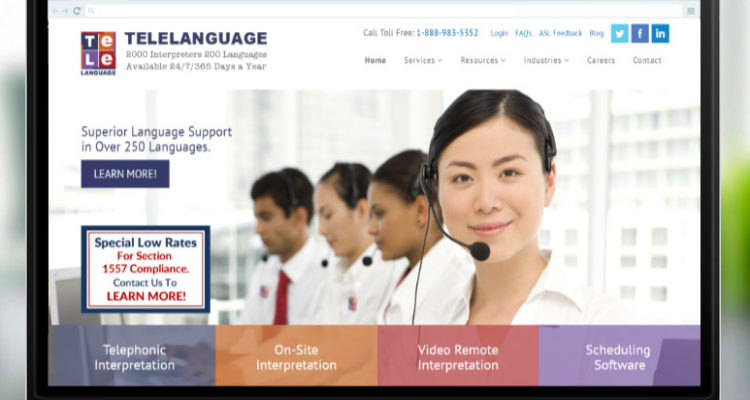 Call Toll Free: 1-888-983-5352 Login FAQs ASL Feedback Blog
Te
Le
LANGUAGE
TELELANGUAGE
2000 Interpreters 200 Languages
Available 24/7/365 Days a Year
Home Services Resources Industries Careers Contact
Superior Language Support
in Over 250 Languages.
LEARN MORE!
Special Low Rates
For Section
1557 Compliance.
Contact Us To
LEARN MORE!
Telephonic
Interpretation
On-Site
Interpretation
Video Remote
Interpretation
Scheduling
Software